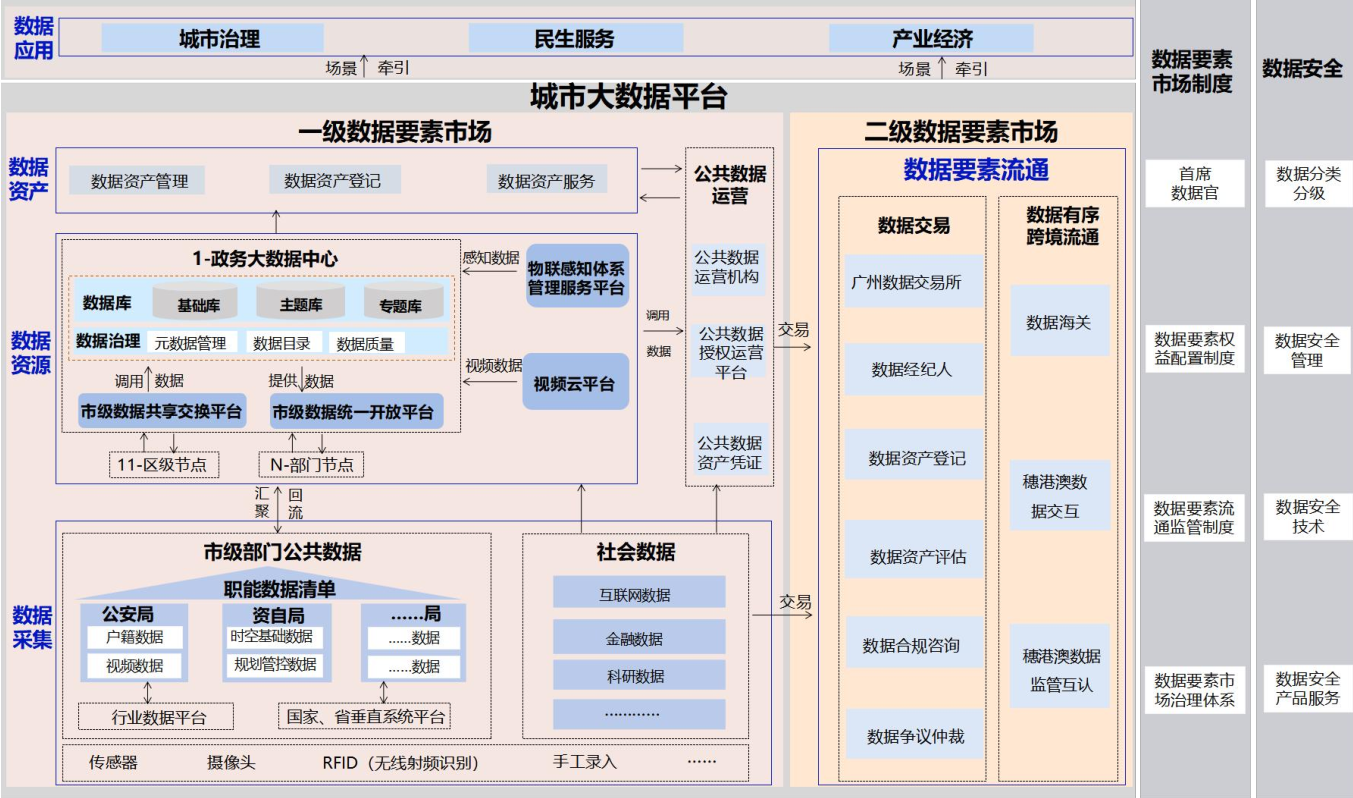 数据
应用
城市治理
民生服务
产业经济
场景
牵引
场景
牵引
城市大数据平台
一级数据要素市场
数据
资产
数据资产管理
数据资产登记
数据资产服务
公共数据
运营
公共数据
运营机构
公共数据
授权运营
平台
公共数据
资产凭证
数据
资源
1-政务大数据中心
数据库
基础库
主题库
专题库
数据治理
元数据管理
数据目录
数据质量
调用
数据
提供
数据
市级数据共享交换平台
市级数据统一开放平台
11-区级节点
N-部门节点
感知数据
物联感知体系
管理服务平台
视频数据
视频云平台
调用
数据
交易
汇
聚
回
流
数据
采集
市级部门公共数据
职能数据清单
公安局
户籍数据
视频数据
资自局
时空基础数据
规划管控数据
......局
......数据
......数据
行业数据平台
国家、省垂直系统平台
社会数据
互联网数据
金融数据
科研数据
............
交易
传感器
摄像头
RFID（无线射频识别）
手工录入
......
二级数据要素市场
数据要素流通
数据交易
广州数据交易所
数据经纪人
数据资产登记
数据资产评估
数据合规咨询
数据争议仲裁
数据有序
跨境流通
数据海关
穗港澳数
据交互
穗港澳数据
监管互认
数据要素
市场制度
首席
数据官
数据要素权
益配置制度
数据要素流
通监管制度
数据要素市
场治理体系
数据安全
数据分类
分级
数据安全
管理
数据安全
技术
数据安全
产品服务